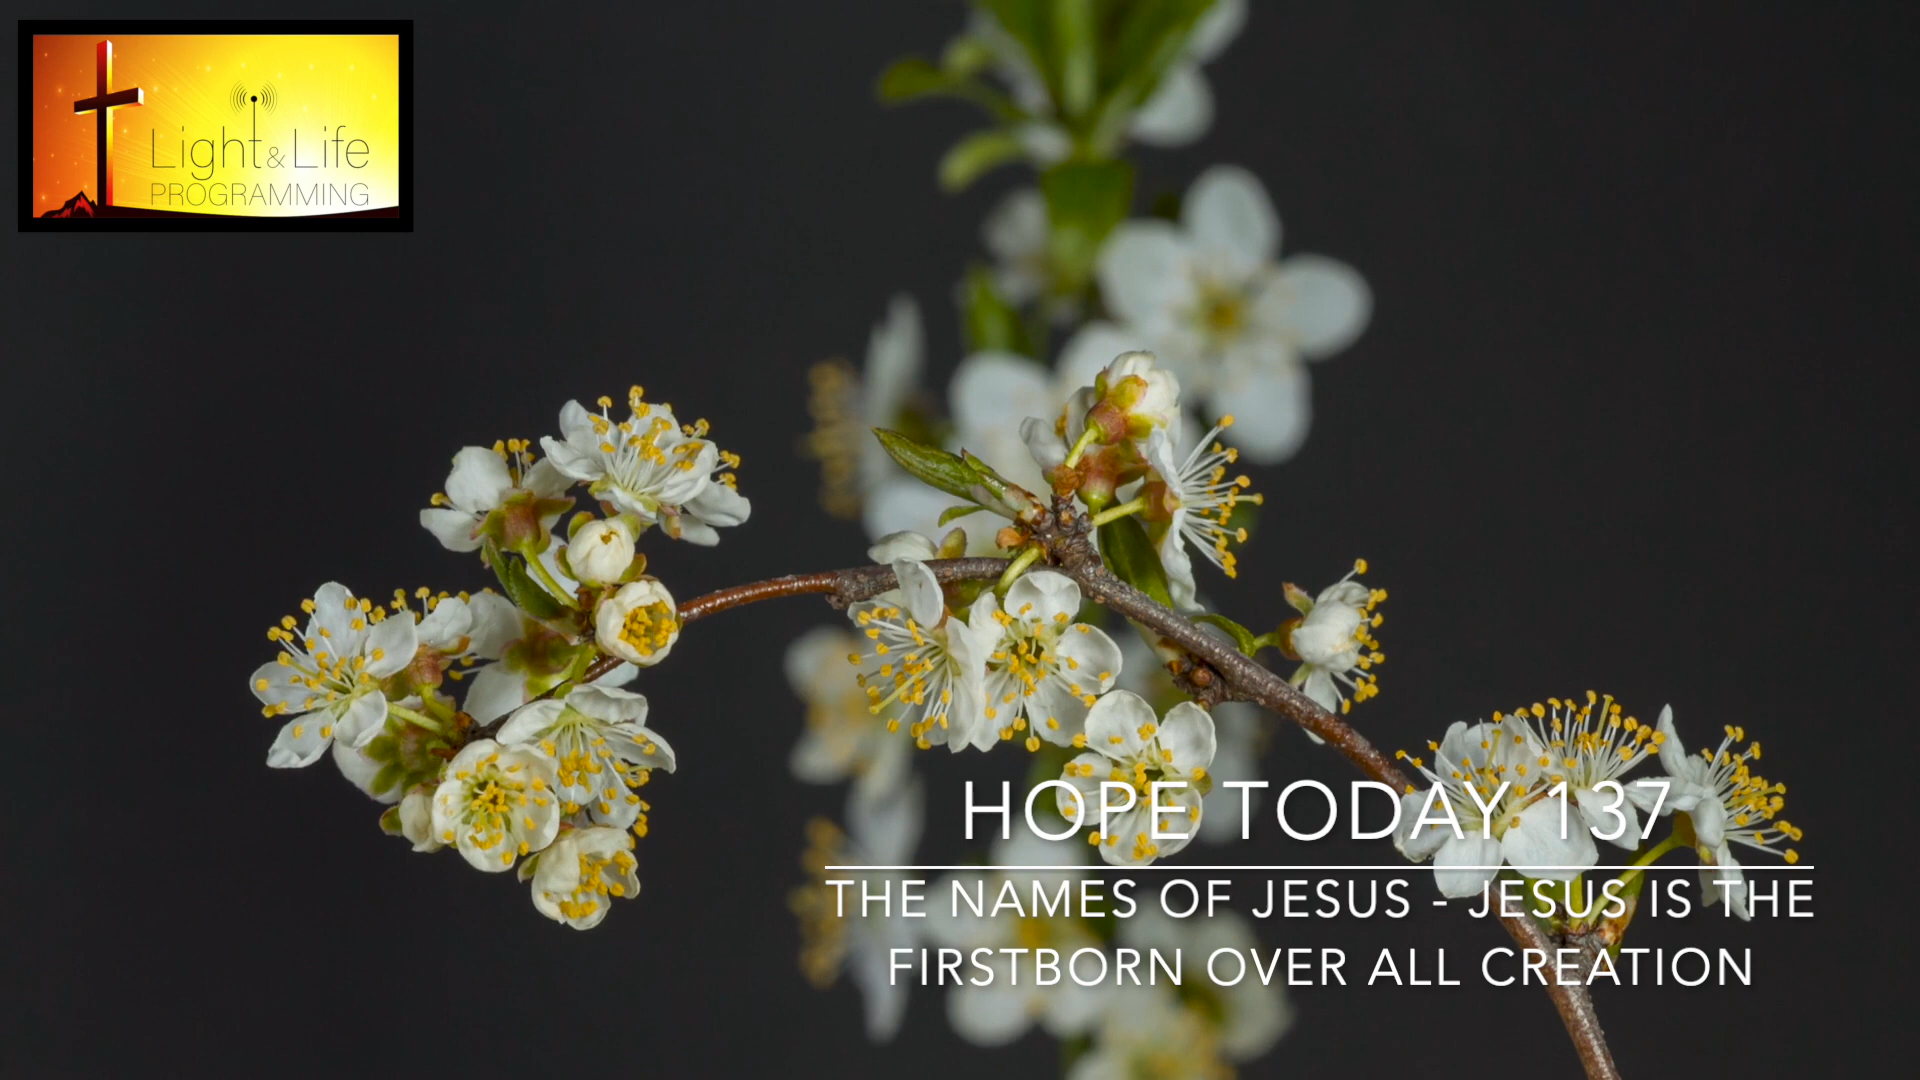 Light & Life
PROGRAMMING
HOPE TODAY 137
THE NAMES OF JESUS - JESUS IS THE
FIRSTBORN OVER ALL CREATION